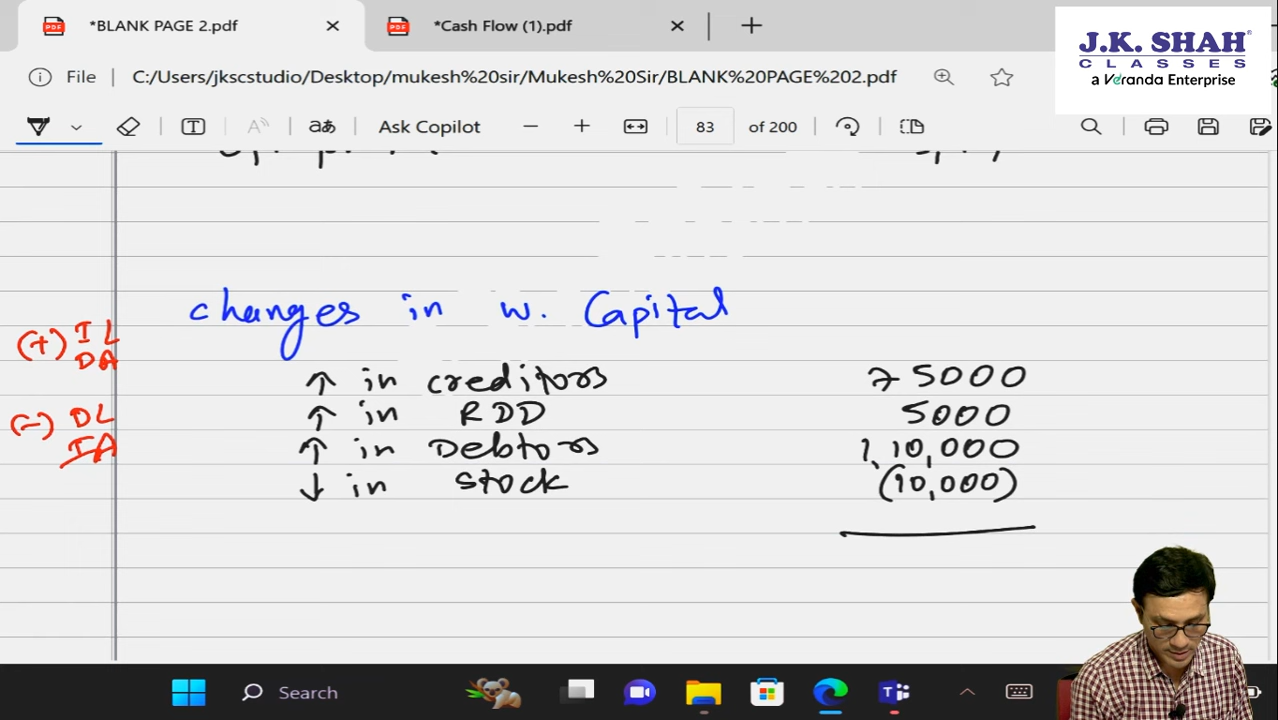 *BLANK PAGE 2.pdf
*Cash Flow (1).pdf
J.K. SHAH®
CLASSES
a Veranda Enterprise
File C:/Users/jkscstudio/Desktop/mukesh%20sir/Mukesh%20Sir/BLANK%20PAGE%202.pdf
Ask Copilot 83 of 200
changes in w. Capital
(+) IL
DA
(-) DL
IA
↑ in creditors 75000
↑ in RDD 5000
↑ in Debtors 1,10,000
↓ in Stock (10,000)
Search